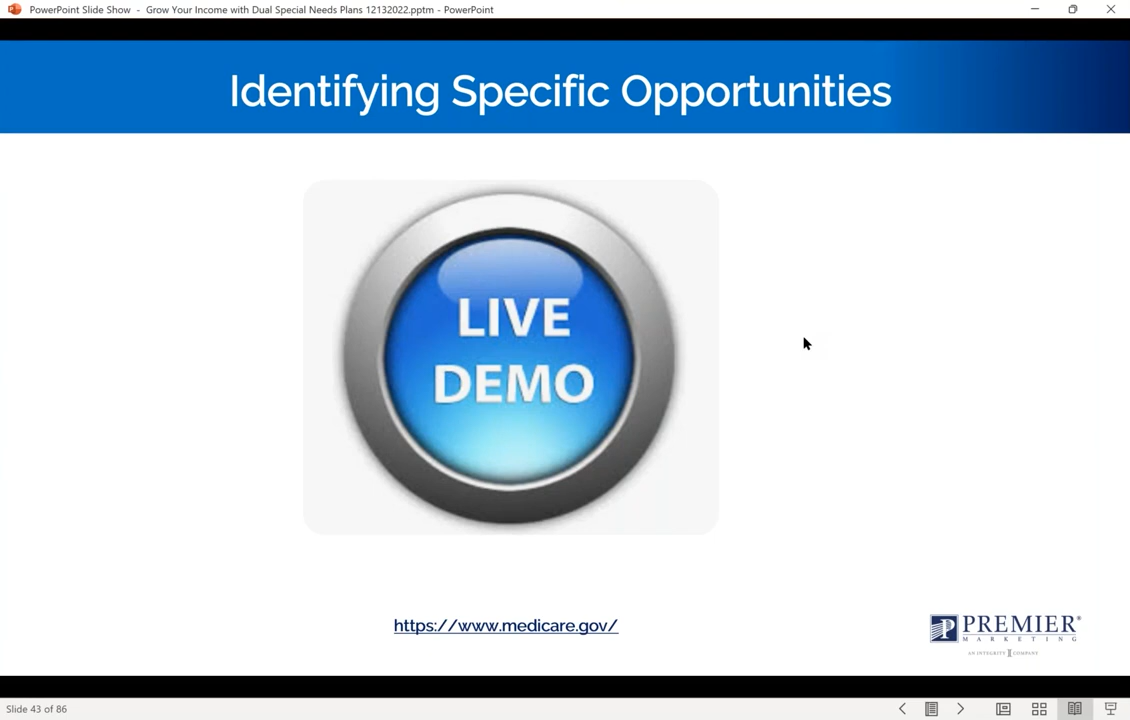 PowerPoint Slide Show - Grow Your Income with Dual Special Needs Plans 12132022.pptm - PowerPoint
Identifying Specific Opportunities
LIVE
DEMO
https://www.medicare.gov/
PREMIER®
MARKETING
AN INTEGRITY COMPANY
Slide 43 of 86